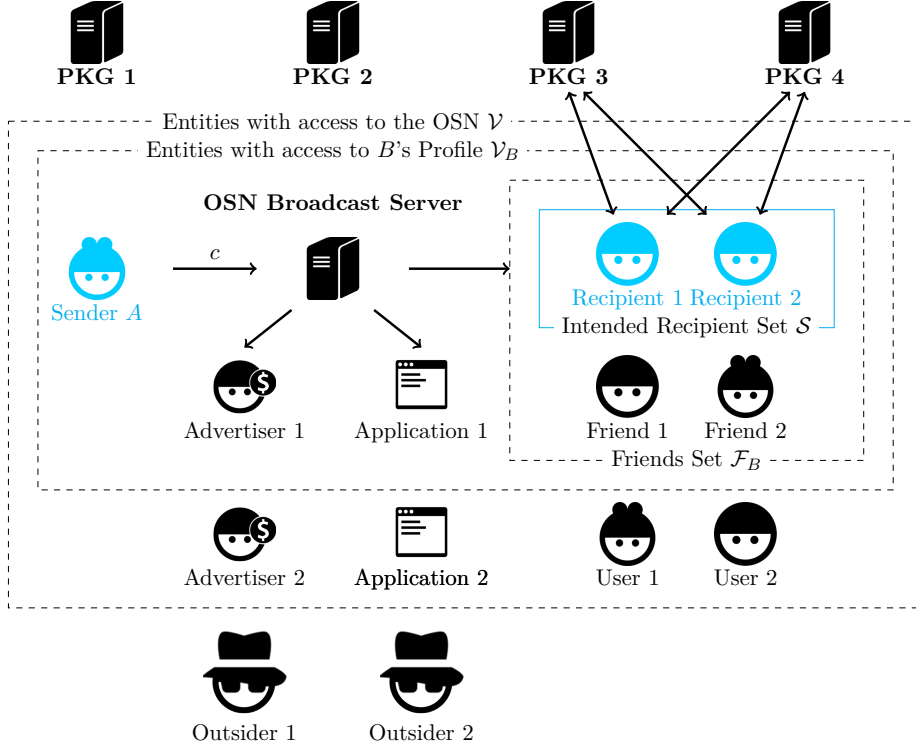 PKG 1
PKG 2
PKG 3
PKG 4
Entities with access to the OSN 𝒱
Entities with access to B's Profile 𝒱_B
OSN Broadcast Server
c
Sender A
Recipient 1
Recipient 2
Intended Recipient Set 𝒮
$
Advertiser 1
Application 1
Friend 1
Friend 2
Friends Set ℱ_B
$
Advertiser 2
Application 2
User 1
User 2
Outsider 1
Outsider 2